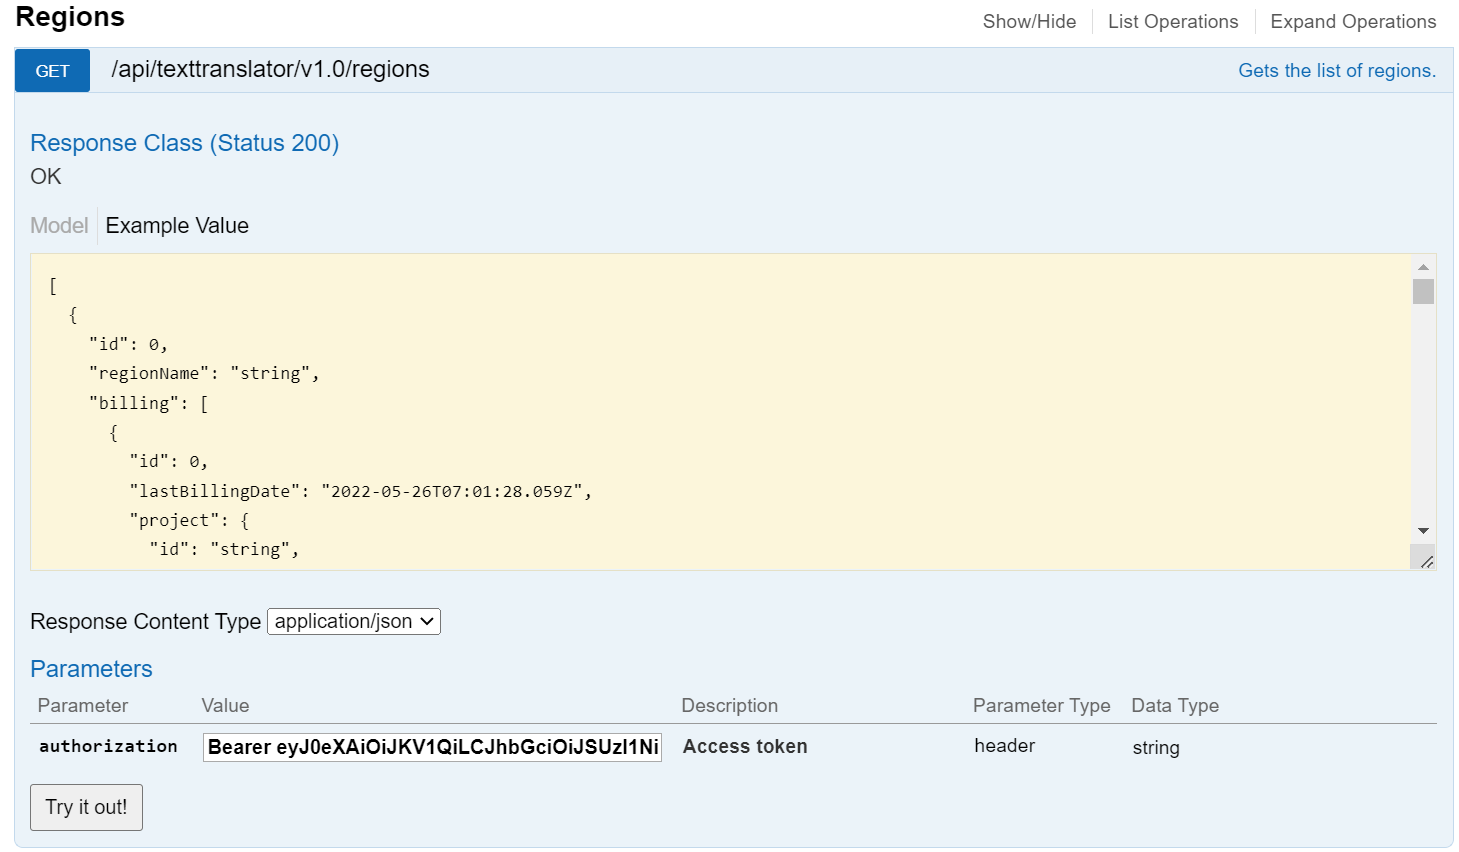 Regions
Show/Hide
List Operations
Expand Operations
GET
/api/texttranslator/v1.0/regions
Gets the list of regions.
Response Class (Status 200)
OK
Model
Example Value
[
{
"id": 0,
"regionName": "string",
"billing": [
{
"id": 0,
"lastBillingDate": "2022-05-26T07:01:28.059Z",
"project": {
"id": "string",
Response Content Type application/json
Parameters
Parameter Value Description Parameter Type Data Type
authorization Bearer eyJ0eXAiOiJKV1QiLCJhbGciOiJSUzI1Ni Access token header string
Try it out!